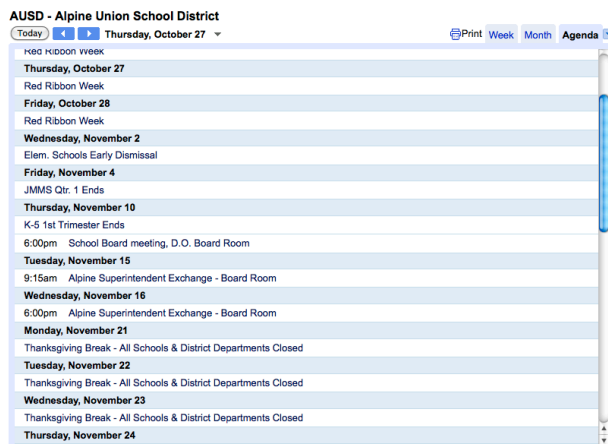 AUSD - Alpine Union School District
Today Thursday, October 27 Print Week Month Agenda
Red Ribbon Week
Thursday, October 27
Red Ribbon Week
Friday, October 28
Red Ribbon Week
Wednesday, November 2
Elem. Schools Early Dismissal
Friday, November 4
JMMS Qtr. 1 Ends
Thursday, November 10
K-5 1st Trimester Ends
6:00pm School Board meeting, D.O. Board Room
Tuesday, November 15
9:15am Alpine Superintendent Exchange - Board Room
Wednesday, November 16
6:00pm Alpine Superintendent Exchange - Board Room
Monday, November 21
Thanksgiving Break - All Schools & District Departments Closed
Tuesday, November 22
Thanksgiving Break - All Schools & District Departments Closed
Wednesday, November 23
Thanksgiving Break - All Schools & District Departments Closed
Thursday, November 24